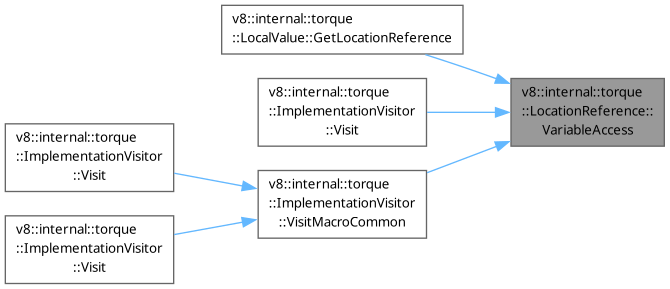 v8::internal::torque
::LocalValue::GetLocationReference
v8::internal::torque
::ImplementationVisitor
::Visit
v8::internal::torque
::LocationReference::
VariableAccess
v8::internal::torque
::ImplementationVisitor
::Visit
v8::internal::torque
::ImplementationVisitor
::VisitMacroCommon
v8::internal::torque
::ImplementationVisitor
::Visit